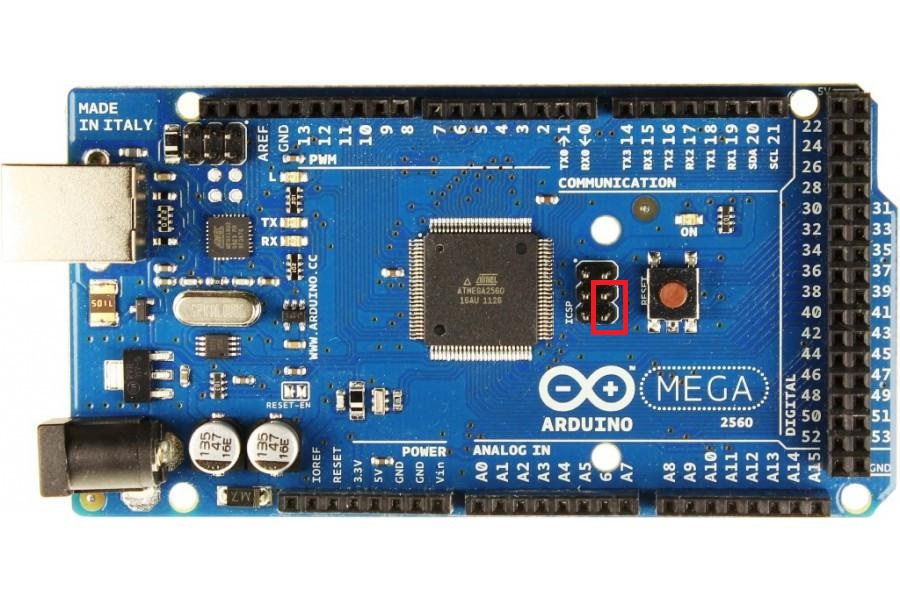 MADE
IN ITALY
AREF
GND
13
12
11
10
9
8
7
6
5
4
3
2
TX0→1
RX0←0
TX3 14
RX3 15
TX2 16
RX2 17
TX1 18
RX1 19
SDA 20
SCL 21
5V
PWM
COMMUNICATION
L
TX
RX
ON
22
24
26
28
30 31
32 33
34 35
36 37
38 39
40 41
42 43
44 45
46 47
48 49
50 51
52 53
GND
DIGITAL
WWW.ARDUINO.CC
ATMEL
ATMEGA2560
16AU 1126
ICSP
RESET
RESET-EN
ARDUINO
MEGA
2560
™
135
47
16E
135
47
16E
M7
POWER
ANALOG IN
IOREF
RESET
3.3V
5V
GND
GND
Vin
A0
A1
A2
A3
A4
A5
6
A7
A8
A9
A10
A11
A12
A13
A14
A15